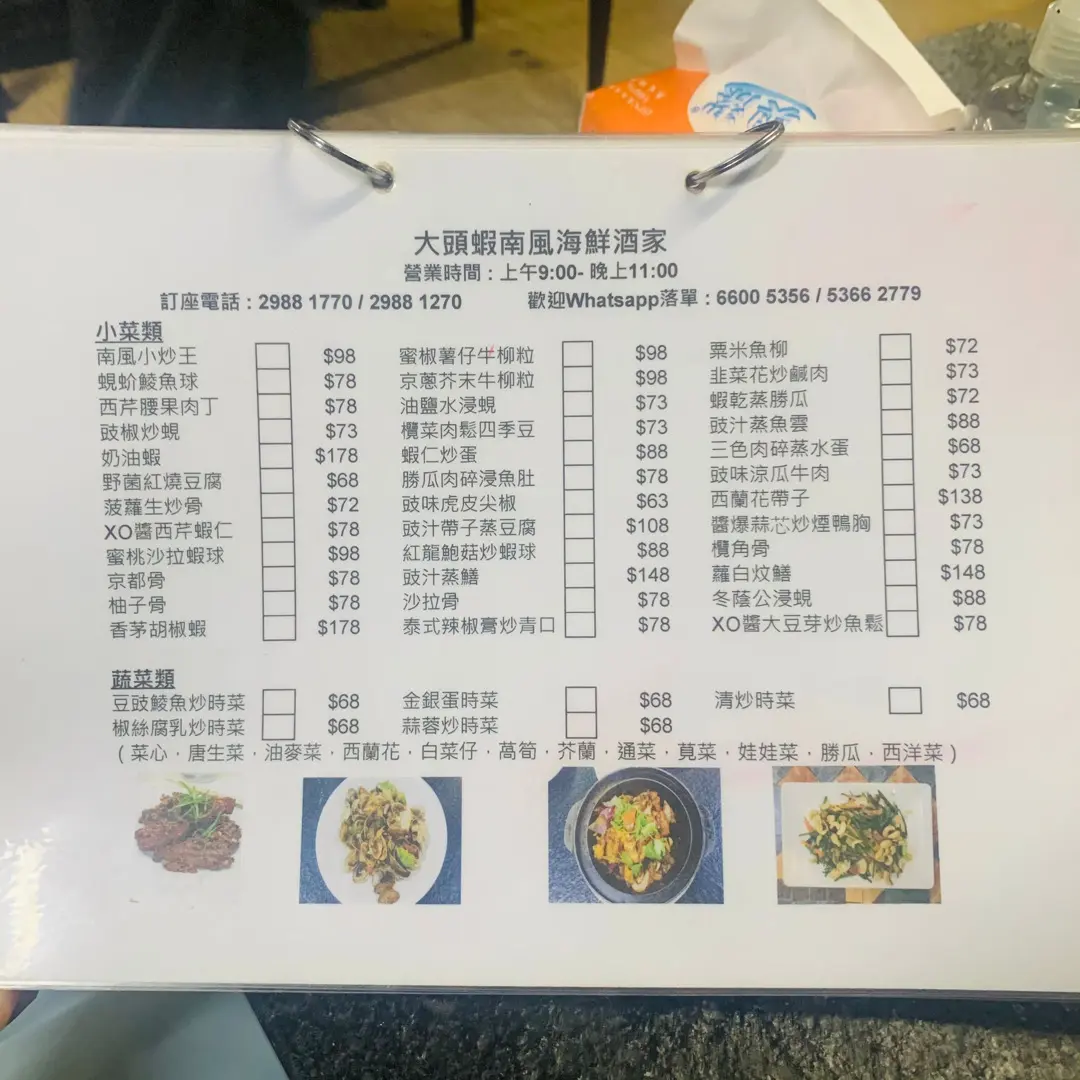 大頭蝦南風海鮮酒家
營業時間：上午9:00- 晚上11:00
訂座電話：2988 1770 / 2988 1270 歡迎Whatsapp落單：6600 5356 / 5366 2779
小菜類
南風小炒王 $98 蜜椒薯仔牛柳粒 $98 粟米魚柳 $72
蜆蚧鯪魚球 $78 京蔥芥末牛柳粒 $98 韭菜花炒鹹肉 $73
西芹腰果肉丁 $78 油鹽水浸蜆 $73 蝦乾蒸勝瓜 $72
豉椒炒蜆 $73 欖菜肉鬆四季豆 $73 豉汁蒸魚雲 $88
奶油蝦 $178 蝦仁炒蛋 $88 三色肉碎蒸水蛋 $68
野菌紅燒豆腐 $68 勝瓜肉碎浸魚肚 $78 豉味涼瓜牛肉 $73
菠蘿生炒骨 $72 豉味虎皮尖椒 $63 西蘭花帶子 $138
XO醬西芹蝦仁 $78 豉汁帶子蒸豆腐 $108 醬爆蒜芯炒煙鴨胸 $73
蜜桃沙拉蝦球 $98 紅龍鮑菇炒蝦球 $88 欖角骨 $78
京都骨 $78 豉汁蒸鱔 $148 蘿白炆鱔 $148
柚子骨 $78 沙拉骨 $78 冬蔭公浸蜆 $88
香茅胡椒蝦 $178 泰式辣椒膏炒青口 $78 XO醬大豆芽炒魚鬆 $78
蔬菜類
豆豉鯪魚炒時菜 $68 金銀蛋時菜 $68 清炒時菜 $68
椒絲腐乳炒時菜 $68 蒜蓉炒時菜 $68
（菜心﹒唐生菜﹒油麥菜﹒西蘭花﹒白菜仔﹒萵筍﹒芥蘭﹒通菜﹒莧菜﹒娃娃菜﹒勝瓜﹒西洋菜）